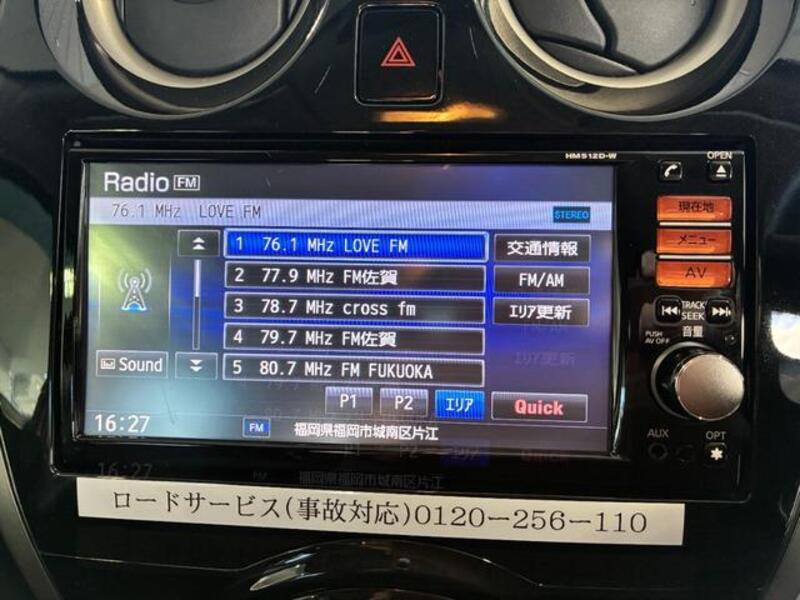 HM512D-W
OPEN
Radio FM
76.1 MHz LOVE FM STEREO
1 76.1 MHz LOVE FM
交通情報
2 77.9 MHz FM佐賀
FM/AM
3 78.7 MHz cross fm
エリア更新
4 79.7 MHz FM佐賀
5 80.7 MHz FM FUKUOKA
Sound
P1 P2 エリア Quick
16:27 FM 福岡県福岡市城南区片江
現在地
メニュー
AV
TRACK
SEEK
PUSH
AV OFF
音量
AUX
OPT
ロードサービス(事故対応)0120-256-110